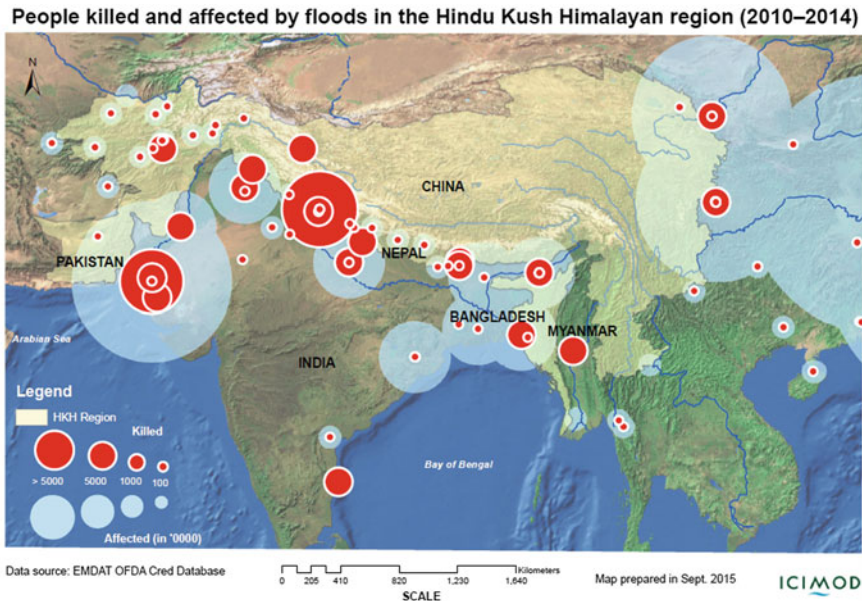 People killed and affected by floods in the Hindu Kush Himalayan region (2010–2014)
N
CHINA
PAKISTAN
NEPAL
BANGLADESH
MYANMAR
Arabian Sea
INDIA
Bay of Bengal
Legend
HKH Region
Killed
> 5000 5000 1000 100
Affected (in '0000)
Data source: EMDAT OFDA Cred Database
Kilometers
0 205 410 820 1,230 1,640
SCALE
Map prepared in Sept. 2015
ICIMOD